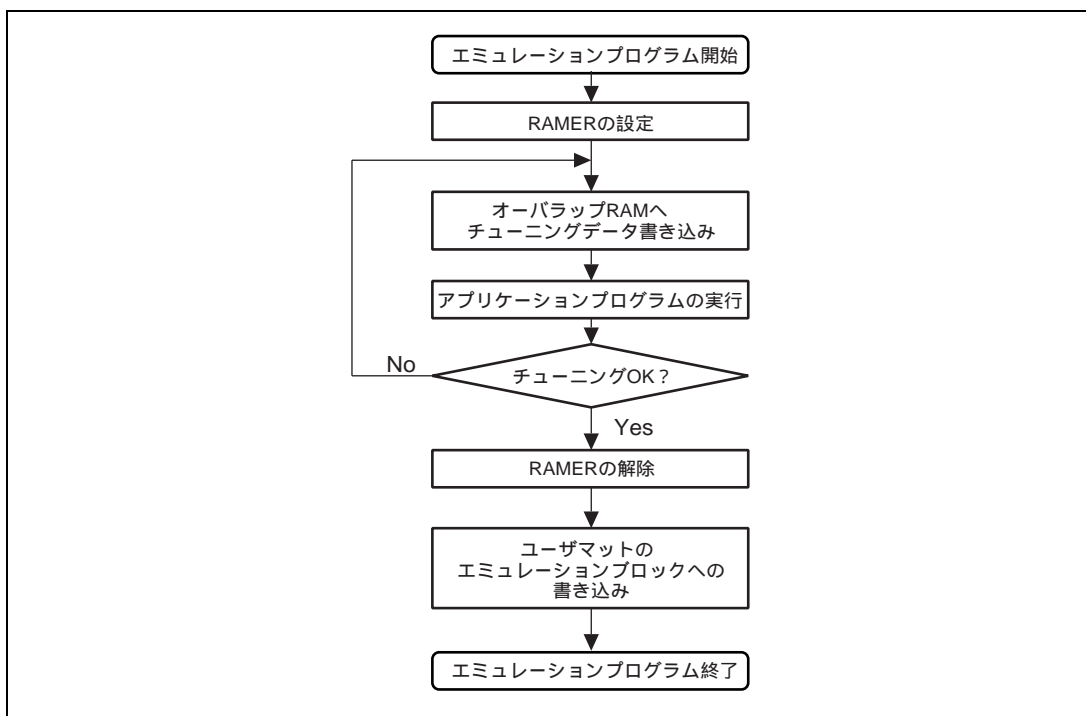 エミュレーションプログラム開始
RAMERの設定
オーバラップRAMへ
チューニングデータ書き込み
アプリケーションプログラムの実行
チューニングOK？
No
Yes
RAMERの解除
ユーザマットの
エミュレーションブロックへの
書き込み
エミュレーションプログラム終了